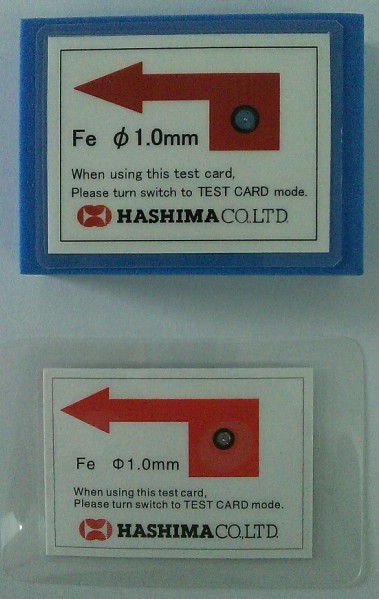 Fe ϕ 1.0mm
When using this test card,
Please turn switch to TEST CARD mode.
HASHIMA CO.,LTD.
Fe Φ1.0mm
When using this test card,
Please turn switch to TEST CARD mode.
HASHIMA CO.,LTD.